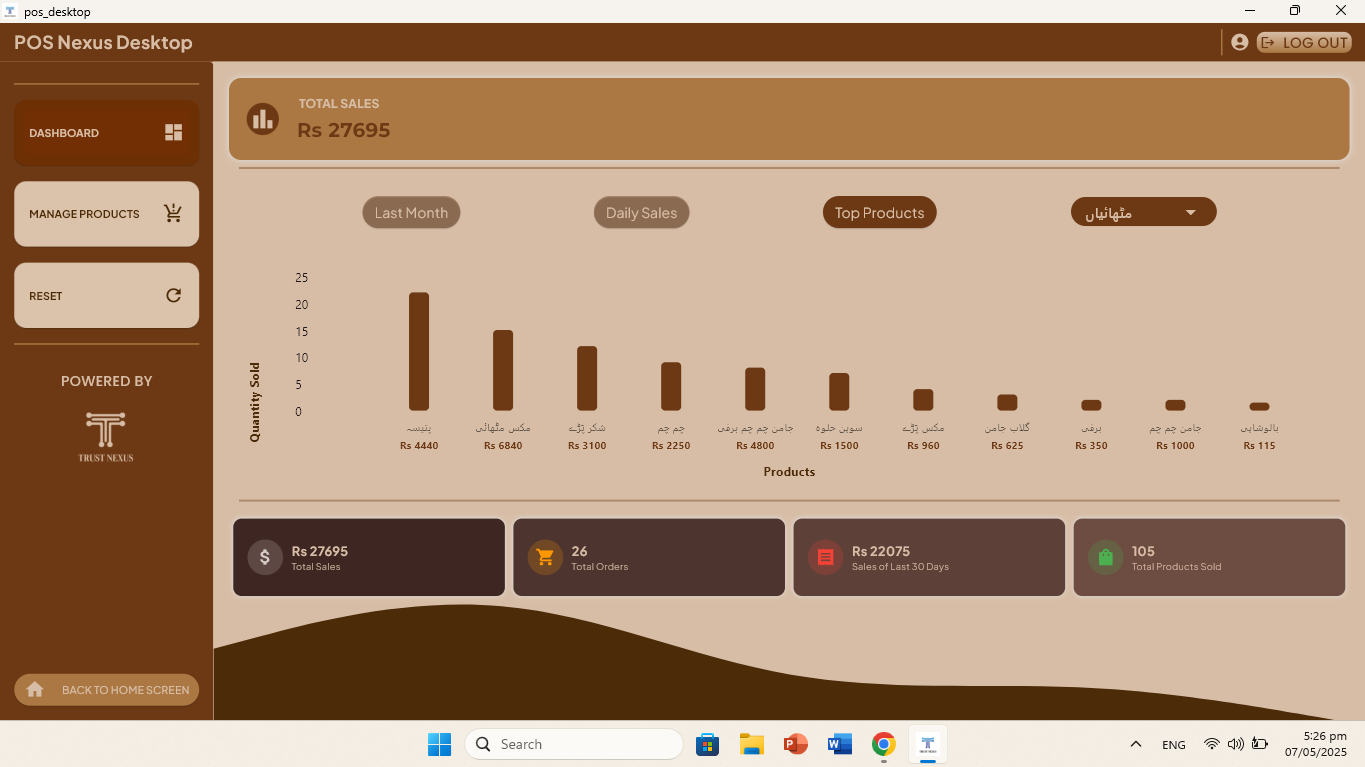 pos_desktop
POS Nexus Desktop
LOG OUT
DASHBOARD
MANAGE PRODUCTS
RESET
POWERED BY
TRUST NEXUS
BACK TO HOME SCREEN
TOTAL SALES
Rs 27695
Last Month
Daily Sales
Top Products
مٹھائیاں
25
20
15
10
5
0
Quantity Sold
پتیسہ
مکس مٹھائی
شکر پڑے
چم چم
جامن چم چم برفی
سوہن حلوہ
مکس پڑے
گلاب جامن
برفی
جامن چم چم
بالوشاہی
Rs 4440
Rs 6840
Rs 3100
Rs 2250
Rs 4800
Rs 1500
Rs 960
Rs 625
Rs 350
Rs 1000
Rs 115
Products
Rs 27695
Total Sales
26
Total Orders
Rs 22075
Sales of Last 30 Days
105
Total Products Sold
Search
ENG
5:26 pm
07/05/2025